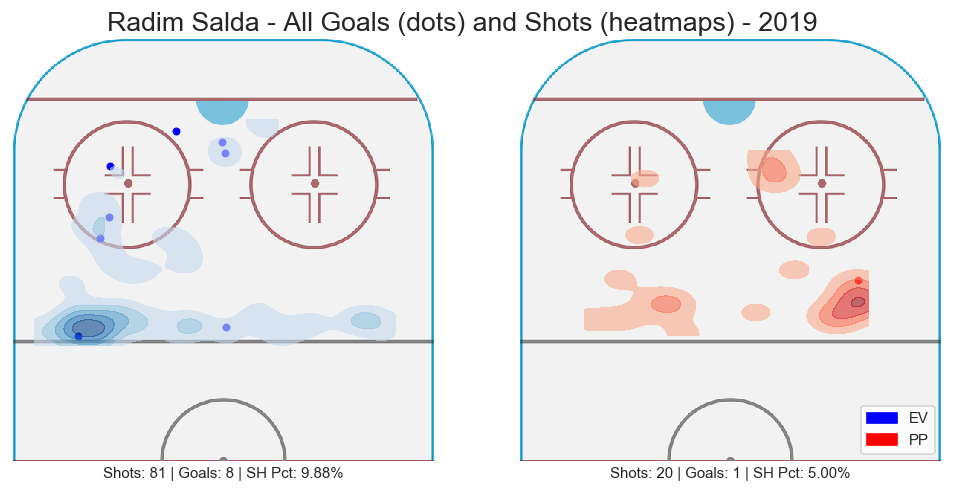 Radim Salda - All Goals (dots) and Shots (heatmaps) - 2019
EV
PP
Shots: 81 | Goals: 8 | SH Pct: 9.88%
Shots: 20 | Goals: 1 | SH Pct: 5.00%